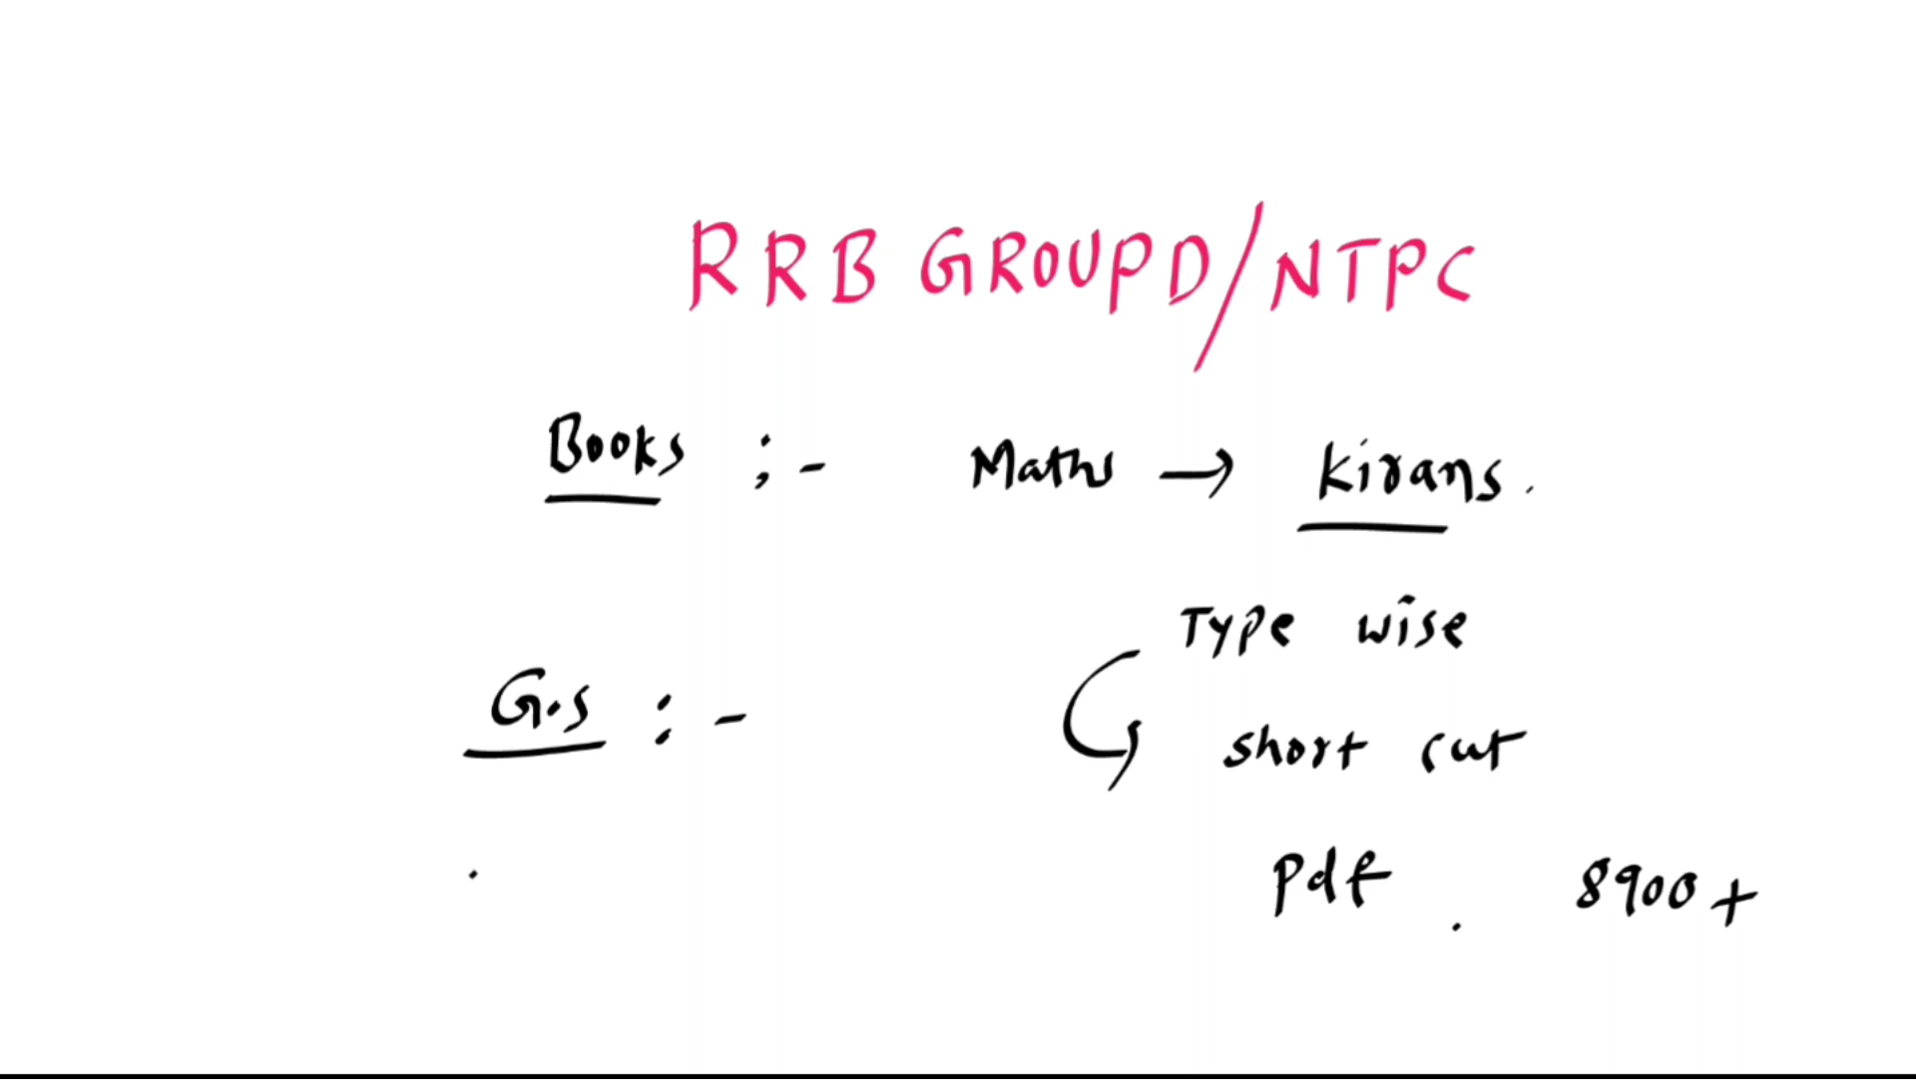 RRB GROUPD/NTPC
Books :- Maths → Kirans.
Type wise
G.S :-
short cut
Pdf . 8900+